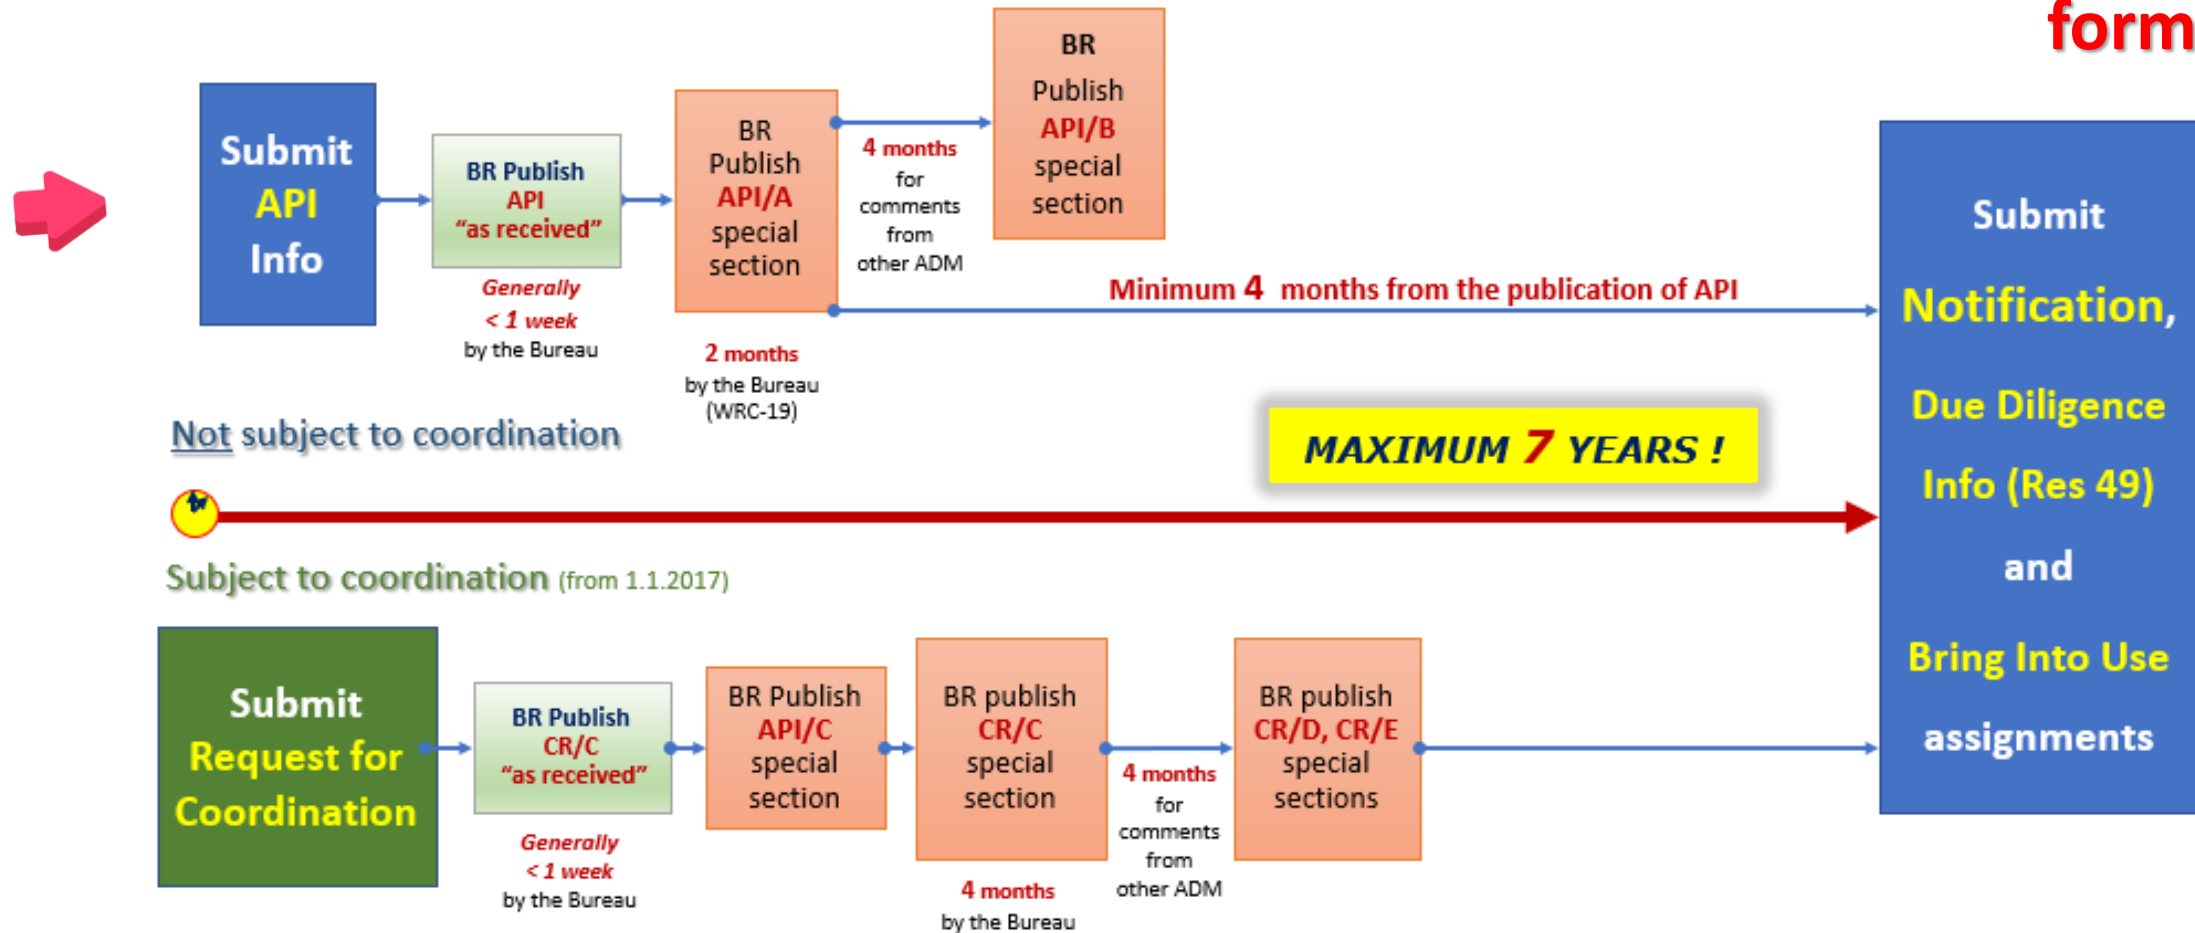 form
Submit
API
Info
BR Publish
API
“as received”
Generally
< 1 week
by the Bureau
BR
Publish
API/A
special
section
2 months
by the Bureau
(WRC-19)
4 months
for
comments
from
other ADM
BR
Publish
API/B
special
section
Minimum 4 months from the publication of API
Not subject to coordination
MAXIMUM 7 YEARS !
Subject to coordination (from 1.1.2017)
Submit
Request for
Coordination
BR Publish
CR/C
“as received”
Generally
< 1 week
by the Bureau
BR Publish
API/C
special
section
BR publish
CR/C
special
section
4 months
by the Bureau
4 months
for
comments
from
other ADM
BR publish
CR/D, CR/E
special
sections
Submit
Notification,
Due Diligence
Info (Res 49)
and
Bring Into Use
assignments